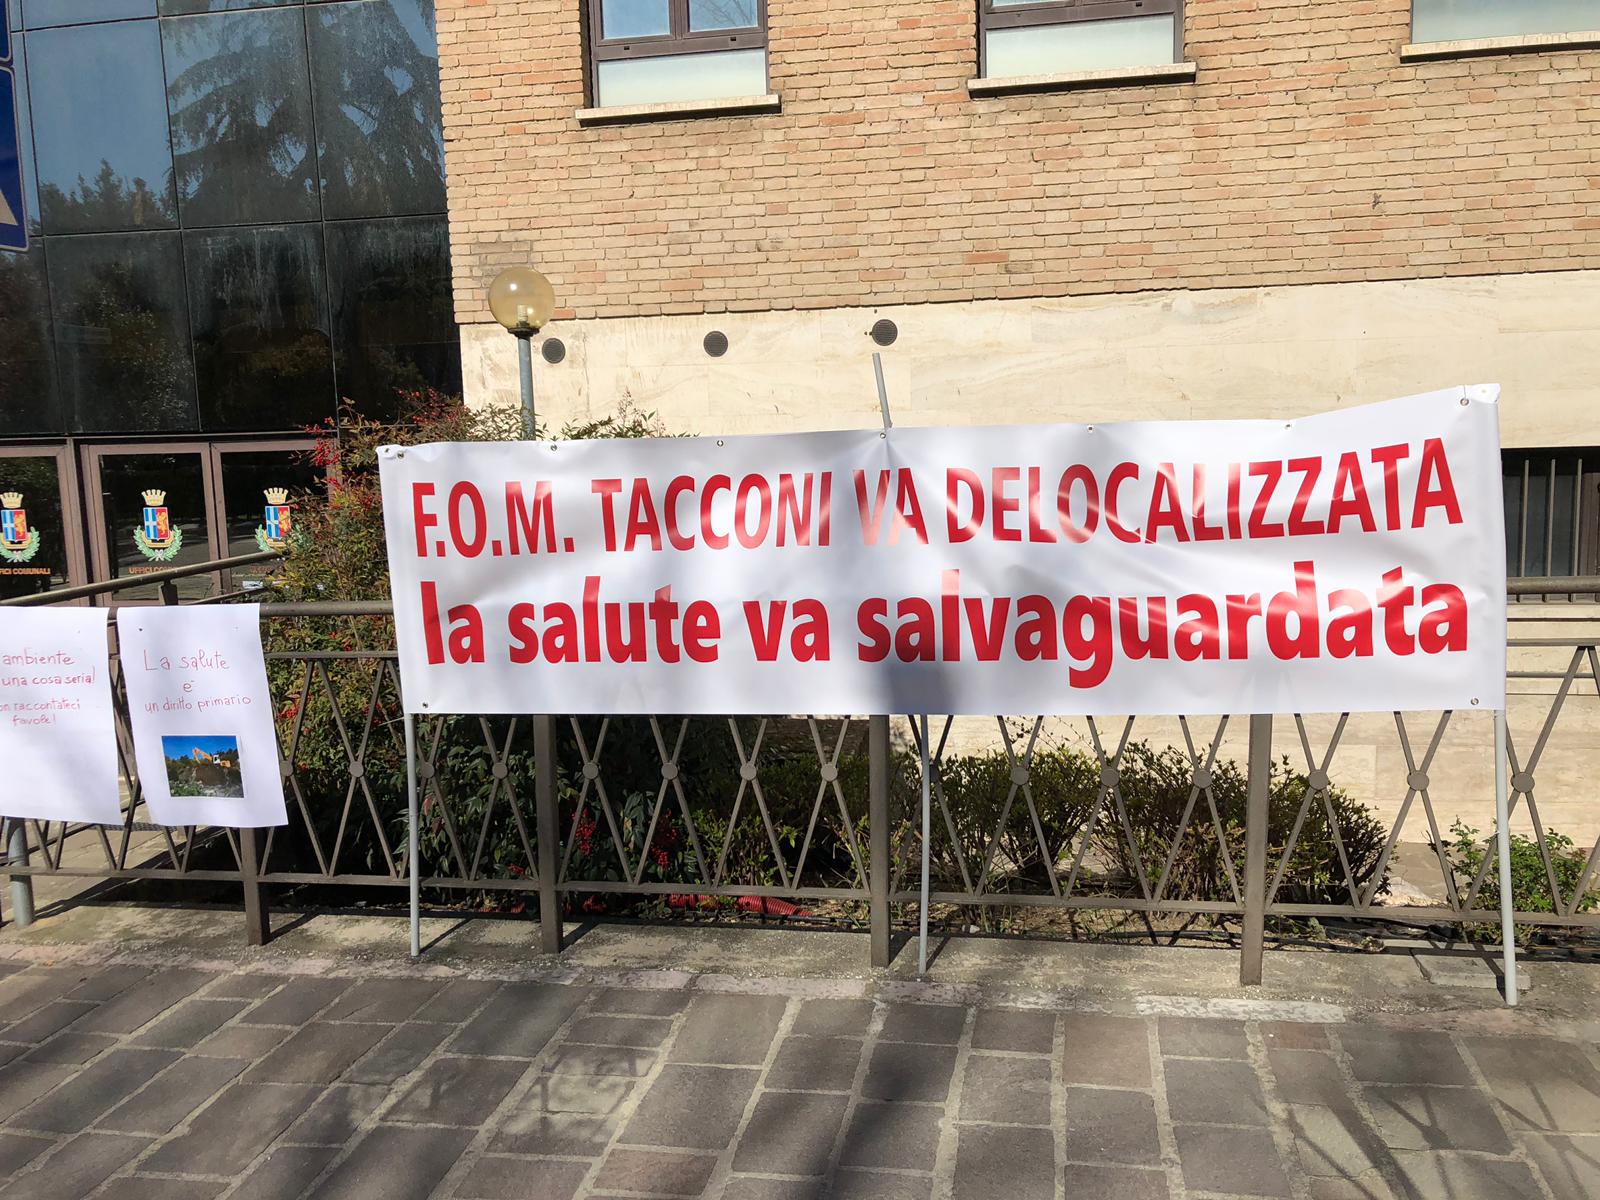 F.O.M. TACCONI VA DELOCALIZZATA
la salute va salvaguardata
ambiente
una cosa seria!
raccontateci
favole!
La salute
e'
un diritto primario
COMUNALI
UFFICI